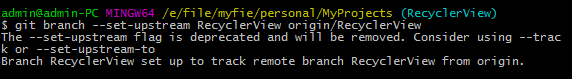 admin@admin-PC MINGW64 /e/file/myfie/personal/MyProjects (RecyclerView)
$ git branch --set-upstream RecyclerView origin/RecyclerView
The --set-upstream flag is deprecated and will be removed. Consider using --trac
k or --set-upstream-to
Branch RecyclerView set up to track remote branch RecyclerView from origin.